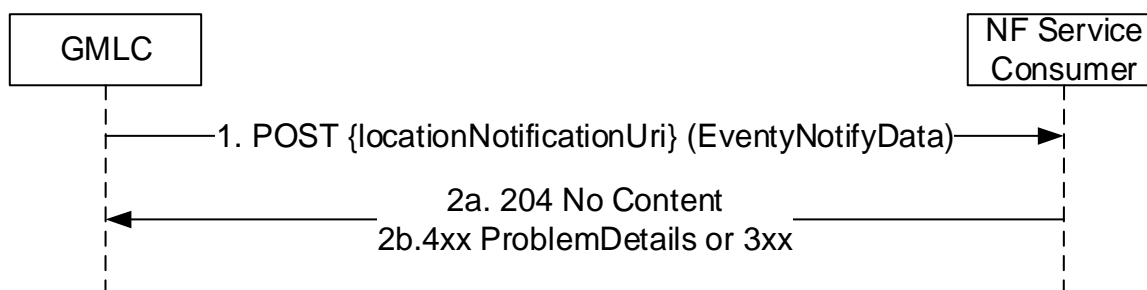 GMLC
NF Service
Consumer
1. POST {locationNotificationUri} (EventyNotifyData)
2a. 204 No Content
2b.4xx ProblemDetails or 3xx